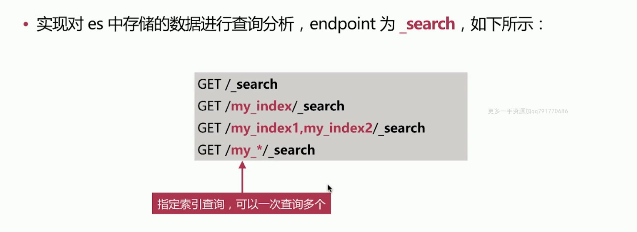 • 实现对 es 中存储的数据进行查询分析，endpoint 为 _search，如下所示：
GET /_search
GET /my_index/_search
GET /my_index1,my_index2/_search
GET /my_*/_search
指定索引查询，可以一次查询多个